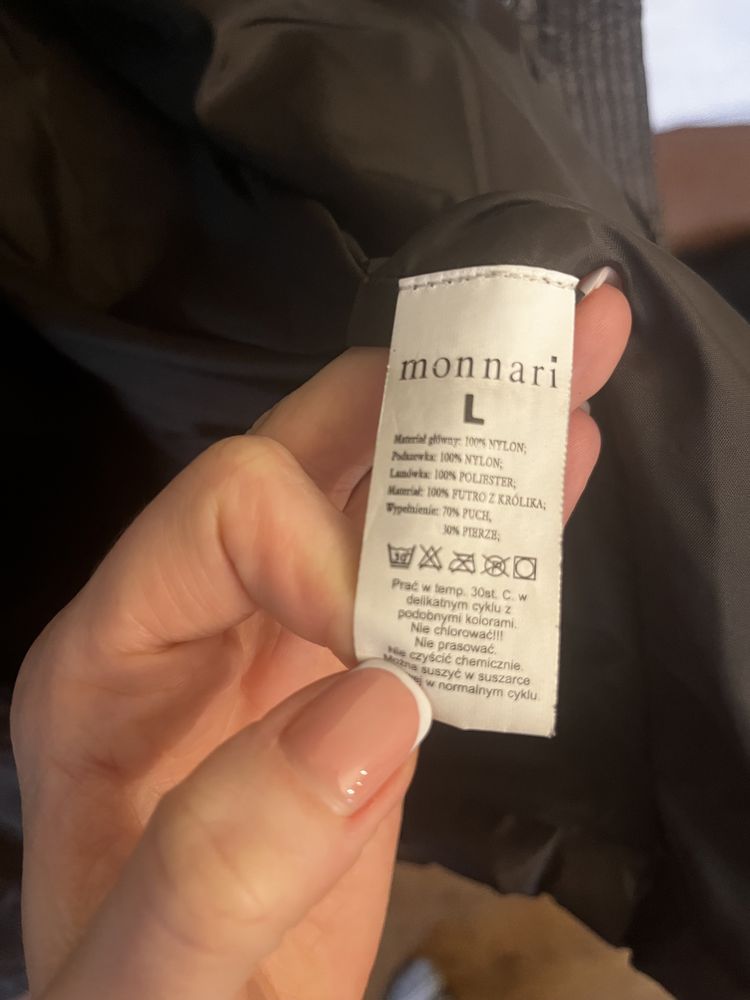 monnari
L
Materiał główny: 100% NYLON;
Podszewka: 100% NYLON;
Lamówka: 100% POLIESTER;
Materiał: 100% FUTRO Z KRÓLIKA;
Wypełnienie: 70% PUCH,
30% PIERZE;
30
P
Prać w temp. 30st. C. w
delikatnym cyklu z
podobnymi kolorami.
Nie chlorować!!!
Nie prasować.
Nie czyścić chemicznie.
Można suszyć w suszarce
w normalnym cyklu.